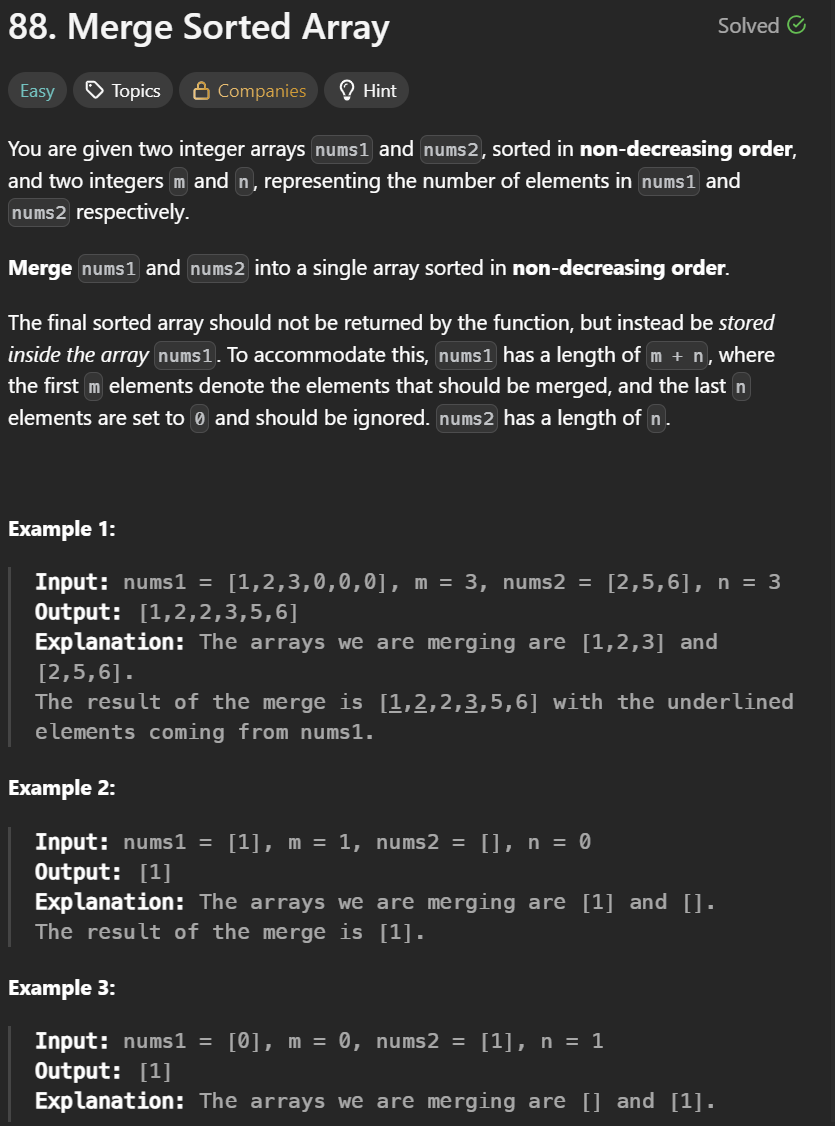 88. Merge Sorted Array
Solved
Easy
Topics
Companies
Hint
You are given two integer arrays nums1 and nums2, sorted in non-decreasing order,
and two integers m and n, representing the number of elements in nums1 and
nums2 respectively.
Merge nums1 and nums2 into a single array sorted in non-decreasing order.
The final sorted array should not be returned by the function, but instead be stored
inside the array nums1. To accommodate this, nums1 has a length of m + n, where
the first m elements denote the elements that should be merged, and the last n
elements are set to 0 and should be ignored. nums2 has a length of n.
Example 1:
Input: nums1 = [1,2,3,0,0,0], m = 3, nums2 = [2,5,6], n = 3
Output: [1,2,2,3,5,6]
Explanation: The arrays we are merging are [1,2,3] and
[2,5,6].
The result of the merge is [1,2,2,3,5,6] with the underlined
elements coming from nums1.
Example 2:
Input: nums1 = [1], m = 1, nums2 = [], n = 0
Output: [1]
Explanation: The arrays we are merging are [1] and [].
The result of the merge is [1].
Example 3:
Input: nums1 = [0], m = 0, nums2 = [1], n = 1
Output: [1]
Explanation: The arrays we are merging are [] and [1].